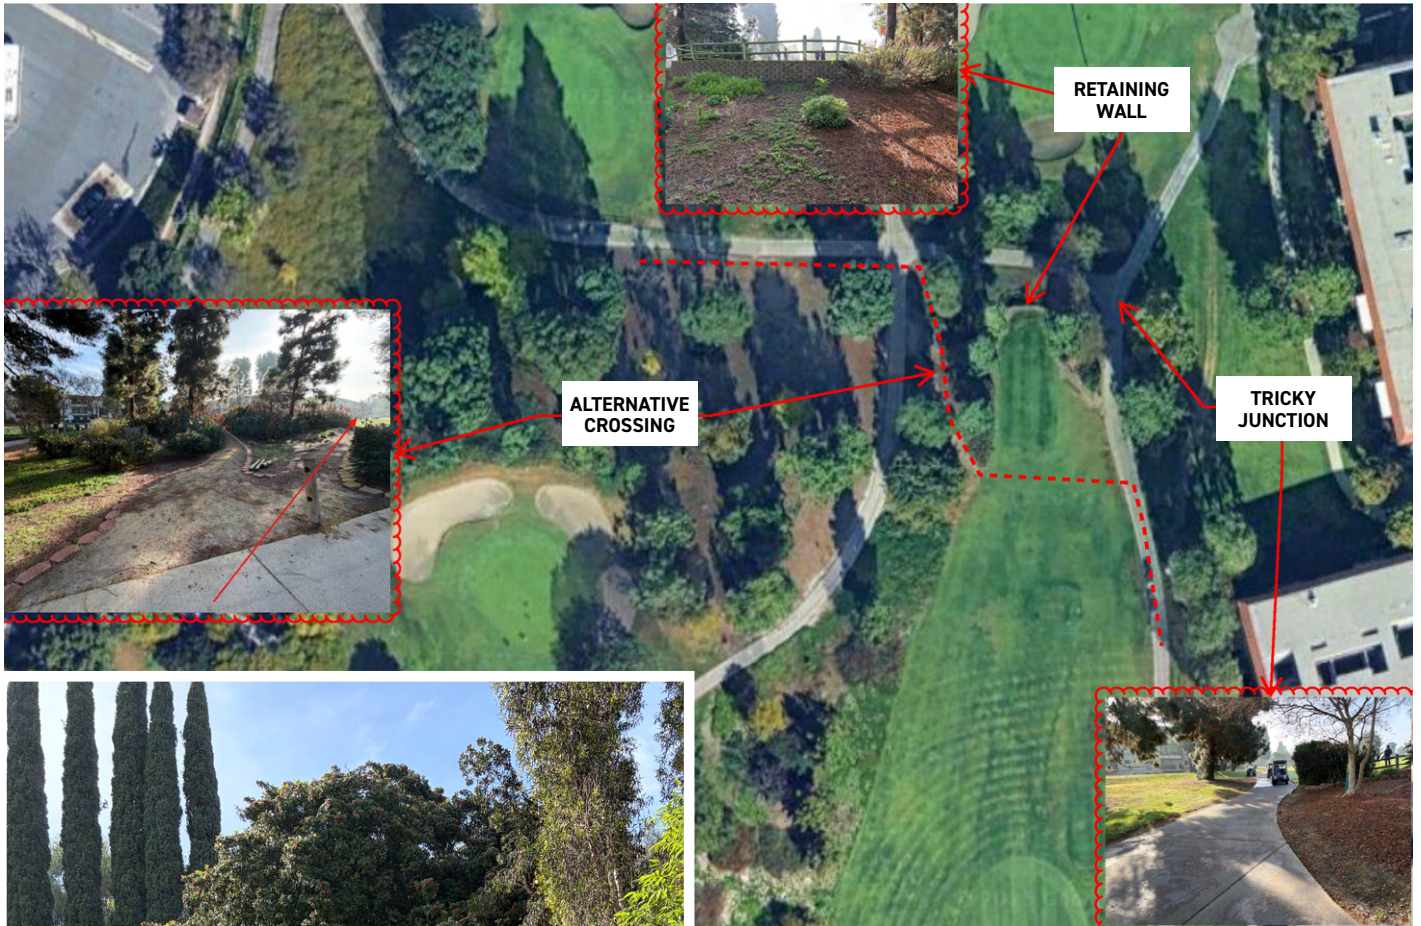 RETAINING
WALL
ALTERNATIVE
CROSSING
TRICKY
JUNCTION